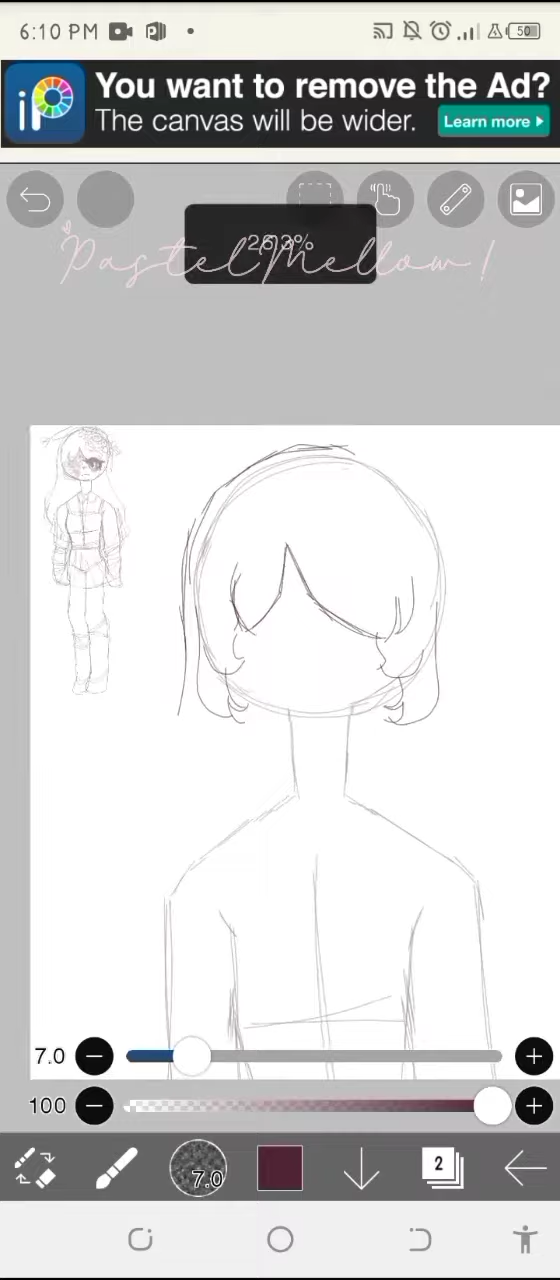 6:10 PM
50
You want to remove the Ad?
The canvas will be wider.
Learn more
iP
Pastel Mellow!
7.0
100
7.0
2